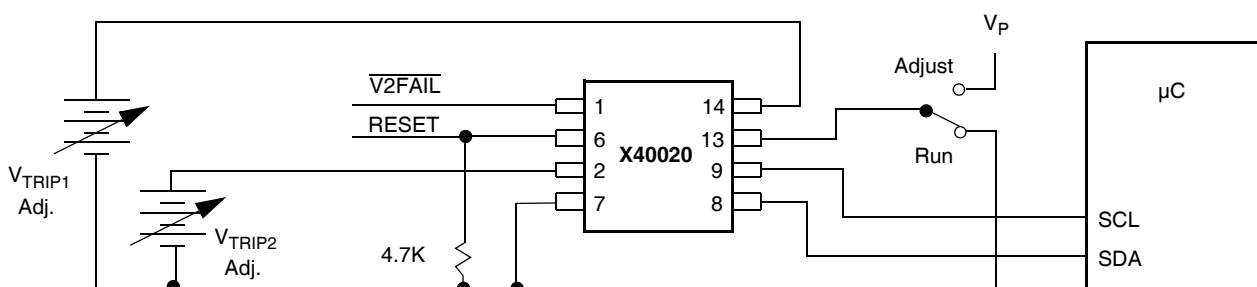 V_P
Adjust
µC
V2FAIL
RESET
1
14
6
13
2
9
7
8
X40020
Run
V_TRIP1
Adj.
V_TRIP2
Adj.
4.7K
SCL
SDA